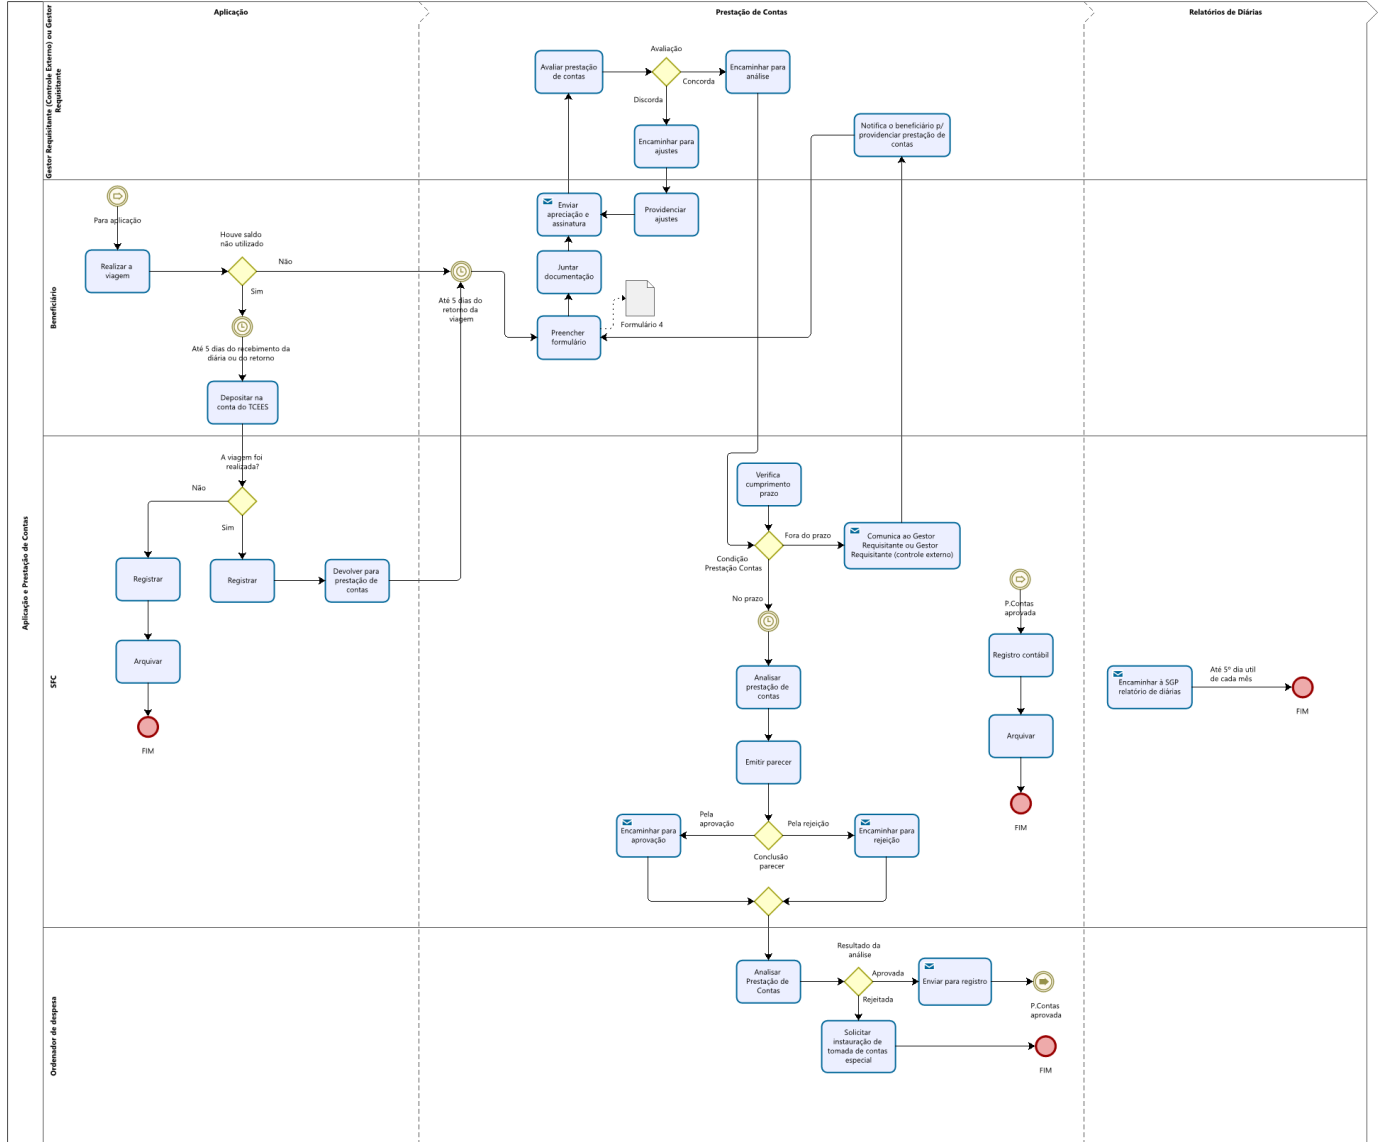 Aplicação
Prestação de Contas
Relatórios de Diárias
Aplicação e Prestação de Contas
Gestor Requisitante (Controle Externo) ou Gestor
Requisitante
Avaliar prestação
de contas
Avaliação
Concorda
Discorda
Encaminhar para
análise
Encaminhar para
ajustes
Notifica o beneficiário p/
providenciar prestação de
contas
Beneficiário
Para aplicação
Realizar a
viagem
Houve saldo
não utilizado
Não
Sim
Até 5 dias do recebimento da
diária ou do retorno
Depositar na
conta do TCEES
Até 5 dias do
retorno da
viagem
Enviar
apreciação e
assinatura
Providenciar
ajustes
Juntar
documentação
Preencher
formulário
Formulário 4
SFC
A viagem foi
realizada?
Não
Sim
Registrar
Registrar
Devolver para
prestação de
contas
Arquivar
FIM
Verifica
cumprimento
prazo
Condição
Prestação Contas
Fora do prazo
No prazo
Comunica ao Gestor
Requisitante ou Gestor
Requisitante (controle externo)
Analisar
prestação de
contas
Emitir parecer
Pela
aprovação
Pela rejeição
Conclusão
parecer
Encaminhar para
aprovação
Encaminhar para
rejeição
P.Contas
aprovada
Registro contábil
Arquivar
FIM
Encaminhar à SGP
relatório de diárias
Até 5º dia util
de cada mês
FIM
Ordenador de despesa
Analisar
Prestação de
Contas
Resultado da
análise
Aprovada
Rejeitada
Enviar para registro
P.Contas
aprovada
Solicitar
instauração de
tomada de contas
especial
FIM